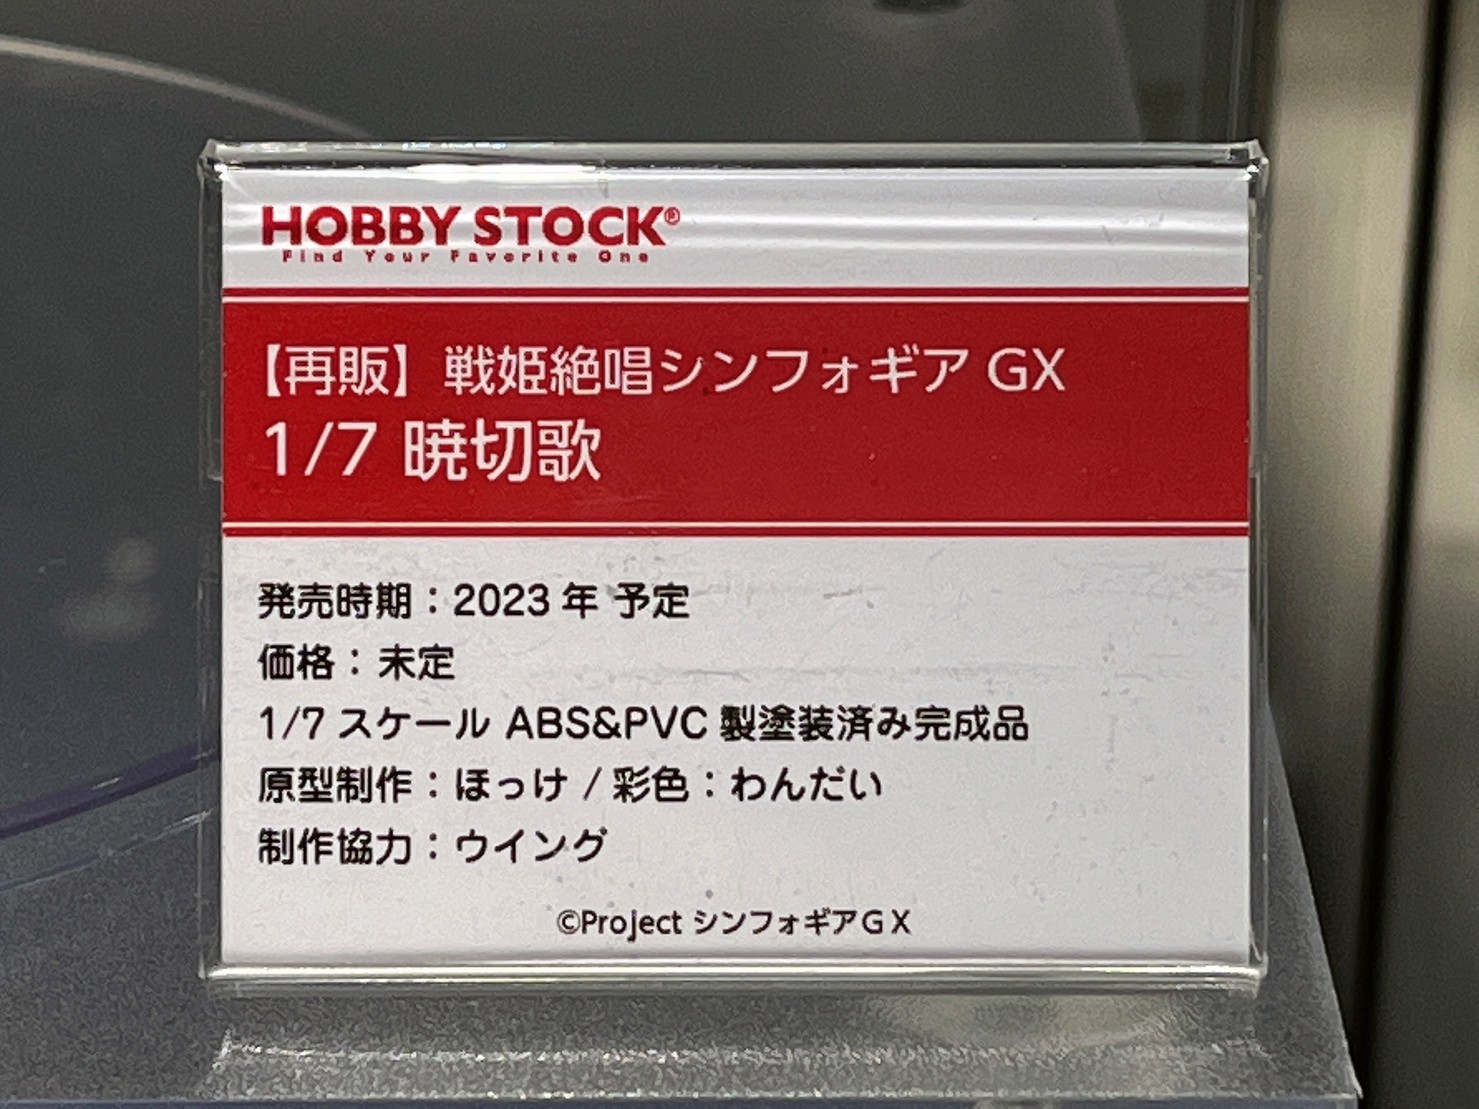 HOBBY STOCK®
Find Your Favorite One
【再販】戦姫絶唱シンフォギア GX
1/7 暁切歌
発売時期：2023 年 予定
価格：未定
1/7 スケール ABS&PVC 製塗装済み完成品
原型制作：ほっけ / 彩色：わんだい
制作協力：ウイング
©Project シンフォギアＧＸ